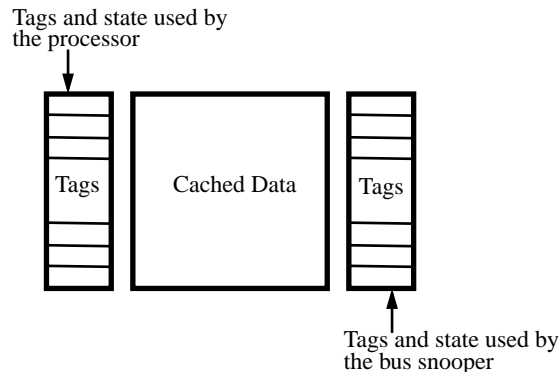 Tags and state used by
the processor
Tags
Cached Data
Tags
Tags and state used by
the bus snooper